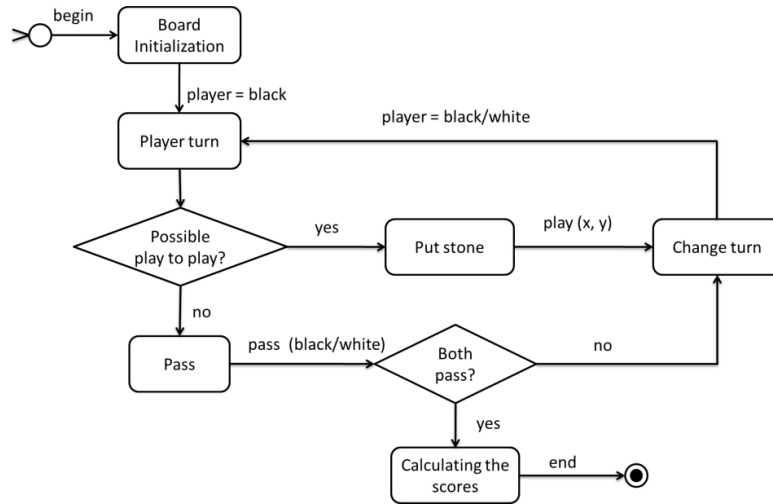 begin
Board
Initialization
player = black
player = black/white
Player turn
Possible
play to play?
yes
Put stone
play (x, y)
Change turn
no
Pass
pass (black/white)
Both
pass?
no
yes
Calculating the
scores
end